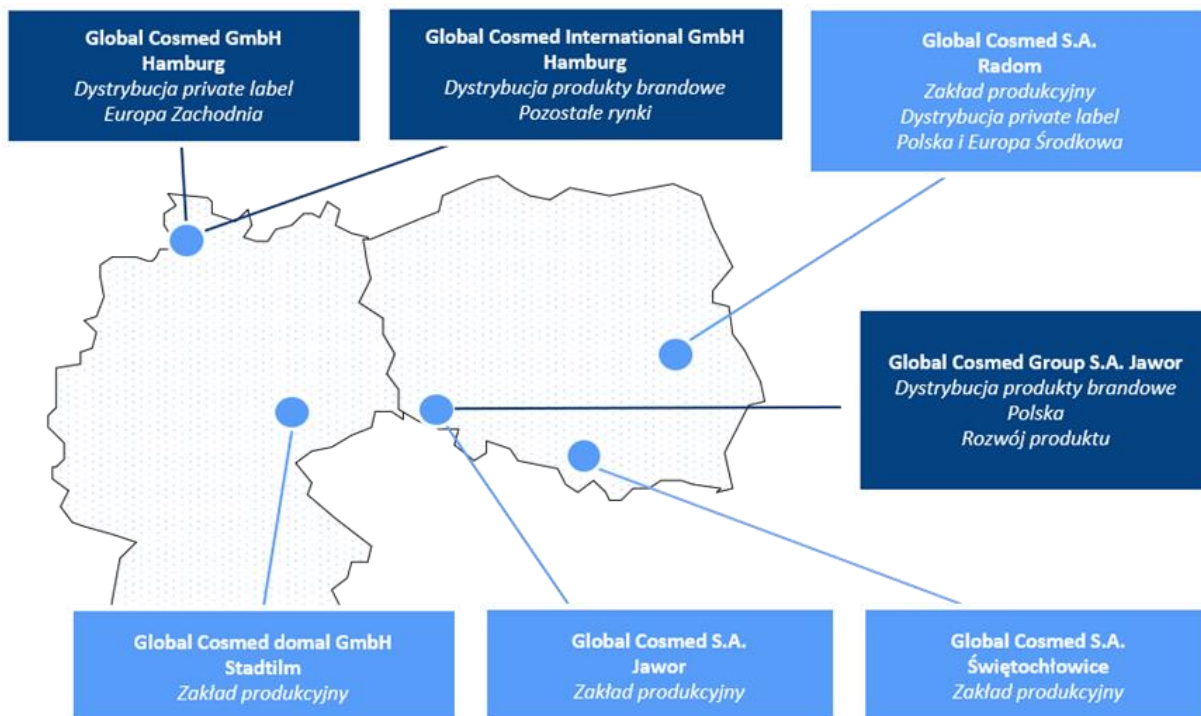 Global Cosmed GmbH
Hamburg
Dystrybucja private label
Europa Zachodnia
Global Cosmed International GmbH
Hamburg
Dystrybucja produkty brandowe
Pozostałe rynki
Global Cosmed S.A.
Radom
Zakład produkcyjny
Dystrybucja private label
Polska i Europa Środkowa
Global Cosmed Group S.A. Jawor
Dystrybucja produkty brandowe
Polska
Rozwój produktu
Global Cosmed domal GmbH
Stadtilm
Zakład produkcyjny
Global Cosmed S.A.
Jawor
Zakład produkcyjny
Global Cosmed S.A.
Świętochłowice
Zakład produkcyjny